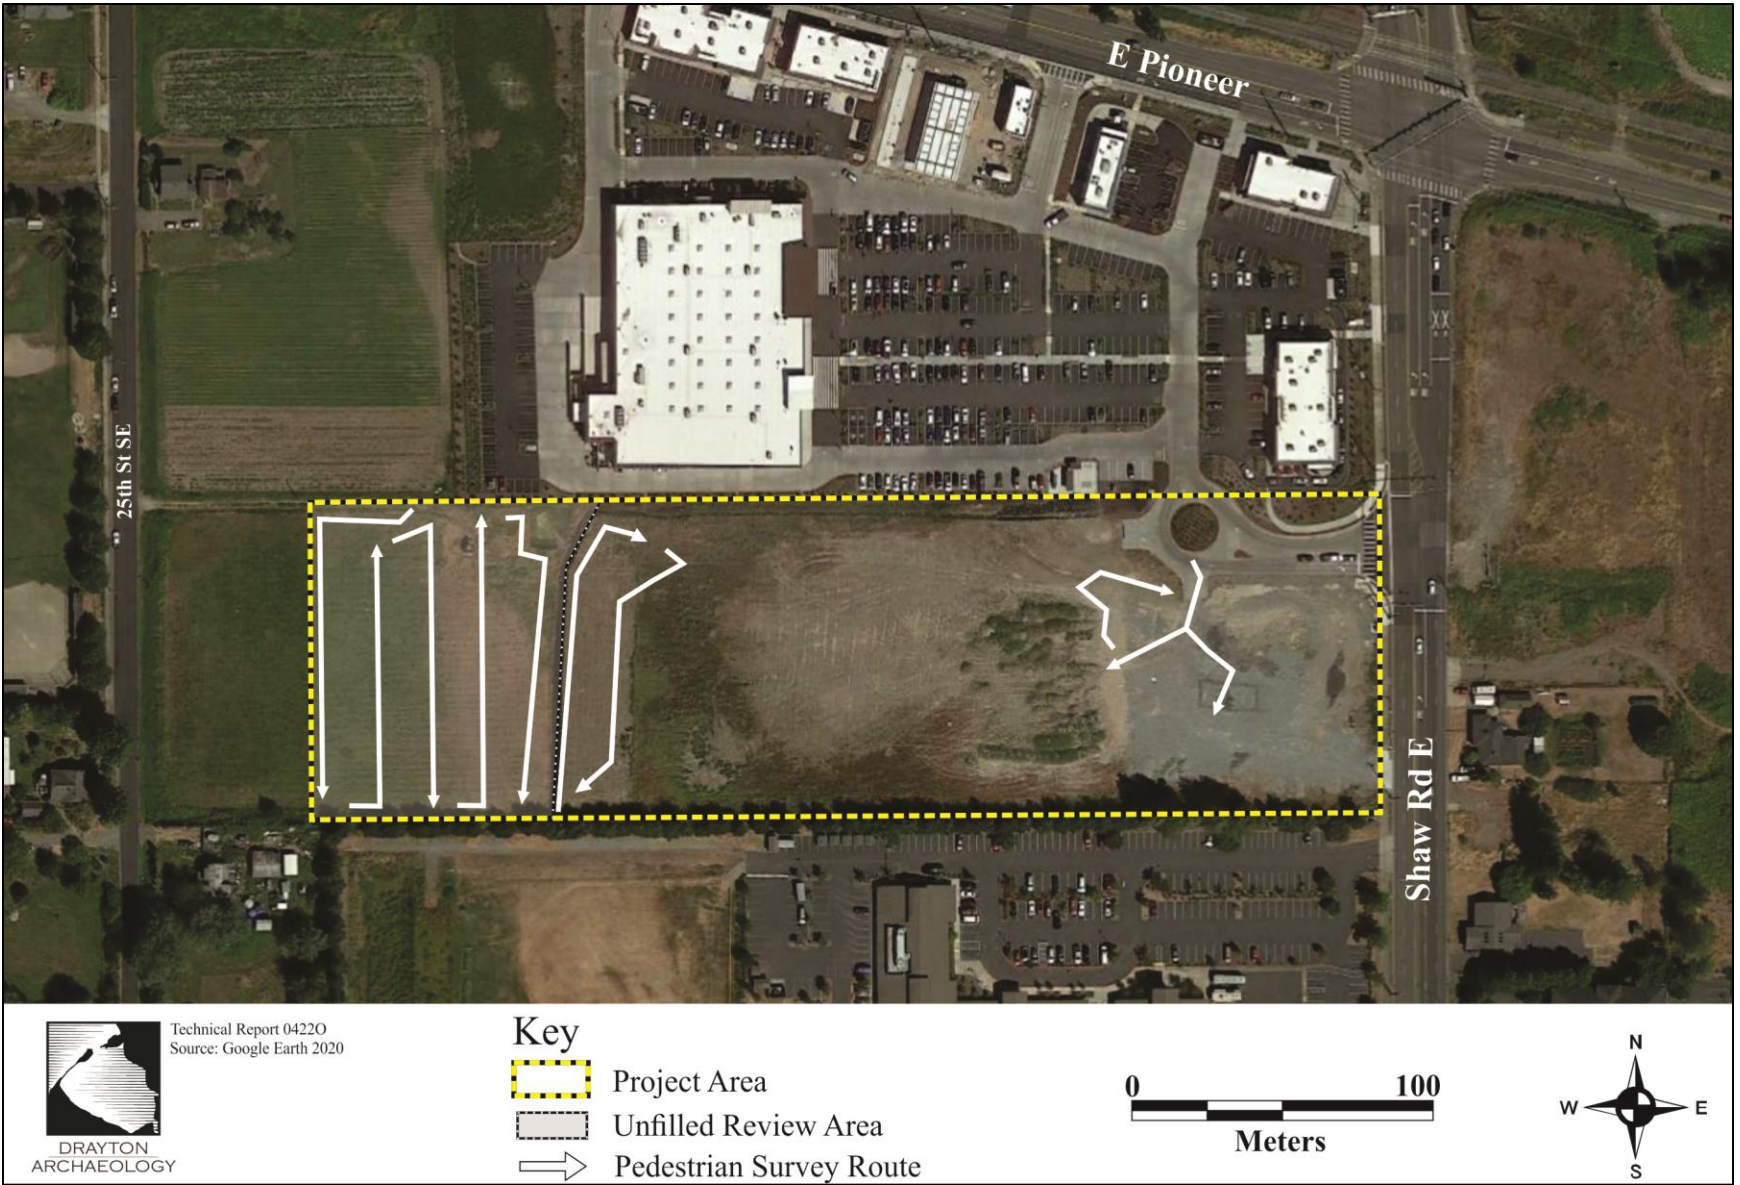 E Pioneer
25th St SE
Shaw Rd E
Technical Report 0422O
Source: Google Earth 2020
DRAYTON
ARCHAEOLOGY
Key
Project Area
Unfilled Review Area
Pedestrian Survey Route
0 100
Meters
N
W E
S